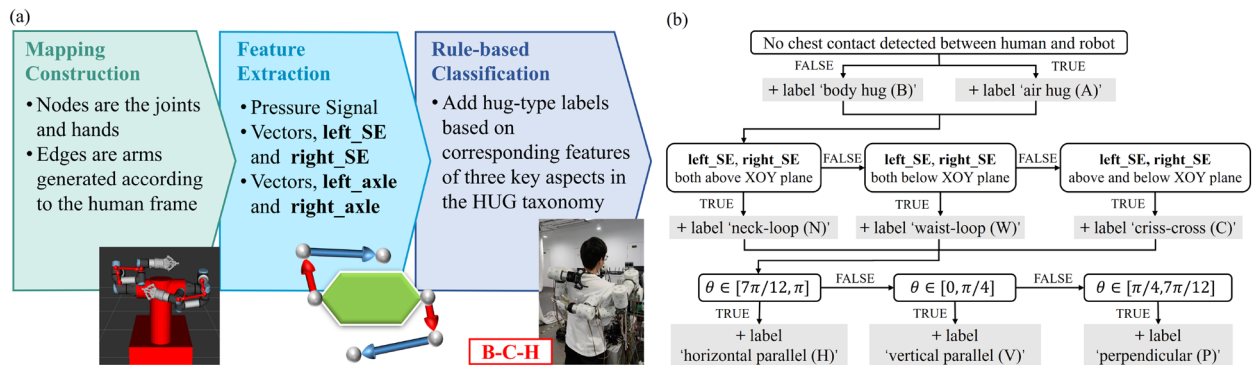 (a)
Mapping
Construction
• Nodes are the joints
and hands
• Edges are arms
generated according
to the human frame
Feature
Extraction
• Pressure Signal
• Vectors, left_SE
and right_SE
• Vectors, left_axle
and right_axle
Rule-based
Classification
• Add hug-type labels
based on
corresponding features
of three key aspects in
the HUG taxonomy
B-C-H
(b)
No chest contact detected between human and robot
FALSE
TRUE
+ label ‘body hug (B)’
+ label ‘air hug (A)’
left_SE, right_SE
both above XOY plane
FALSE
left_SE, right_SE
both below XOY plane
FALSE
left_SE, right_SE
above and below XOY plane
TRUE
TRUE
TRUE
+ label ‘neck-loop (N)’
+ label ‘waist-loop (W)’
+ label ‘criss-cross (C)’
θ ∈ [7π/12, π]
FALSE
θ ∈ [0, π/4]
FALSE
θ ∈ [π/4,7π/12]
TRUE
TRUE
TRUE
+ label
‘horizontal parallel (H)’
+ label
‘vertical parallel (V)’
+ label
‘perpendicular (P)’